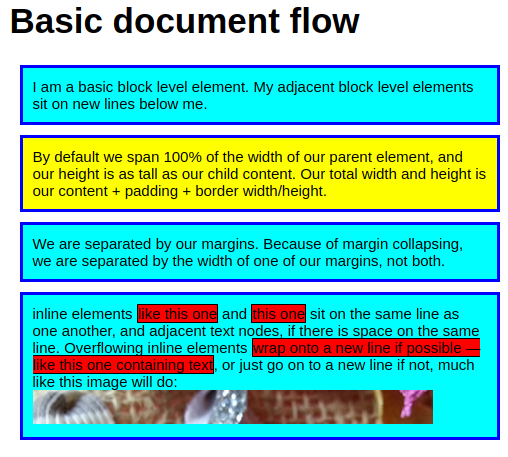 Basic document flow
I am a basic block level element. My adjacent block level elements
sit on new lines below me.
By default we span 100% of the width of our parent element, and
our height is as tall as our child content. Our total width and height is
our content + padding + border width/height.
We are separated by our margins. Because of margin collapsing,
we are separated by the width of one of our margins, not both.
inline elements like this one and this one sit on the same line as
one another, and adjacent text nodes, if there is space on the same
line. Overflowing inline elements wrap onto a new line if possible —
like this one containing text, or just go on to a new line if not, much
like this image will do: